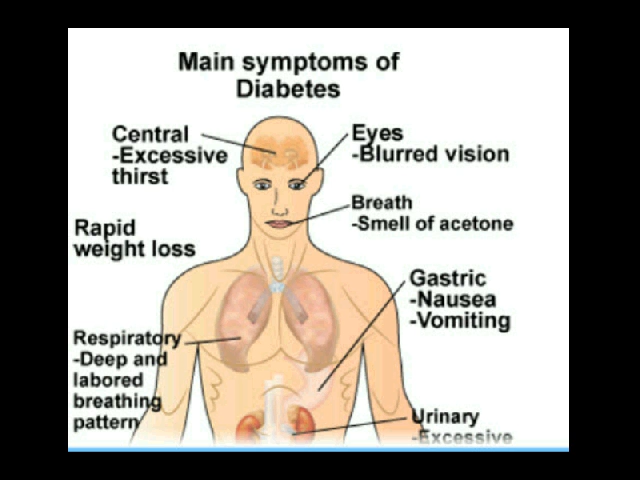 Main symptoms of
Diabetes
Central
-Excessive
thirst
Eyes
-Blurred vision
Breath
-Smell of acetone
Rapid
weight loss
Gastric
-Nausea
-Vomiting
Respiratory
-Deep and
labored
breathing
pattern
Urinary
-Excessive